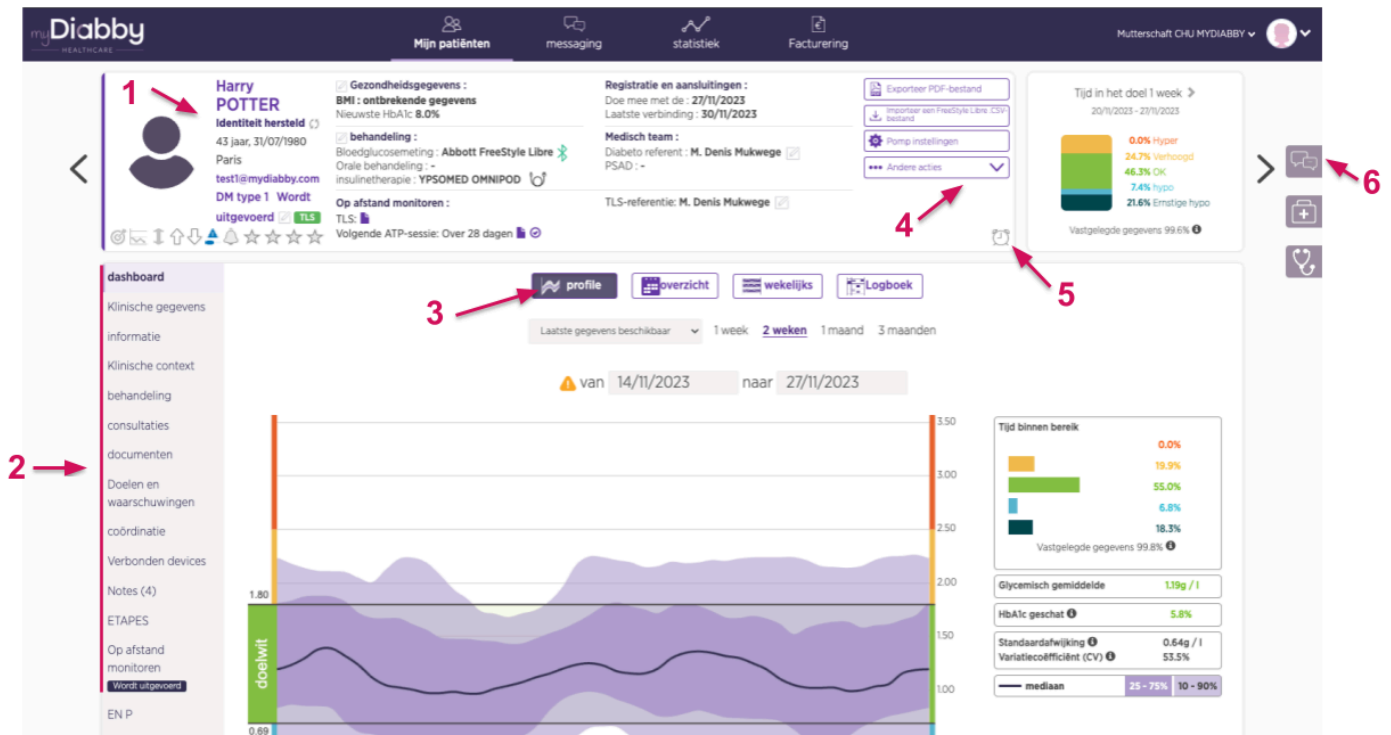 myDiabby
HEALTHCARE
Mijn patiënten
messaging
statistiek
Facturering
Mutterschaft CHU MYDIABBY
1
Harry
POTTER
Identiteit hersteld
43 jaar, 31/07/1980
Paris
test1@mydiabby.com
DM type 1 Wordt
uitgevoerd TLS
Gezondheidsgegevens :
BMI : ontbrekende gegevens
Nieuwste HbA1c 8.0%
behandeling :
Bloedglucosemeting : Abbott FreeStyle Libre
Orale behandeling : -
insulinetherapie : YPSOMED OMNIPOD
Op afstand monitoren :
TLS:
Volgende ATP-sessie: Over 28 dagen
Registratie en aansluitingen :
Doe mee met de : 27/11/2023
Laatste verbinding : 30/11/2023
Medisch team :
Diabeto referent : M. Denis Mukwege
PSAD : -
TLS-referentie: M. Denis Mukwege
Exporteer PDF-bestand
Importeer een FreeStyle Libre .CSV-
bestand
Pomp instellingen
Andere acties
4
5
Tijd in het doel 1 week
20/11/2023 - 27/11/2023
0.0% Hyper
24.7% Verhoogd
46.3% OK
7.4% hypo
21.6% Ernstige hypo
Vastgelegde gegevens 99.6%
6
2
dashboard
Klinische gegevens
informatie
Klinische context
behandeling
consultaties
documenten
Doelen en
waarschuwingen
coördinatie
Verbonden devices
Notes (4)
ETAPES
Op afstand
monitoren
Wordt uitgevoerd
EN P
3
profile
overzicht
wekelijks
Logboek
Laatste gegevens beschikbaar
1 week
2 weken
1 maand
3 maanden
van 14/11/2023 naar 27/11/2023
3.50
3.00
2.50
2.00
1.50
1.00
1.80
doelwit
0.69
Tijd binnen bereik
0.0%
19.9%
55.0%
6.8%
18.3%
Vastgelegde gegevens 99.8%
Glycemisch gemiddelde 1.19g / l
HbA1c geschat 5.8%
Standaardafwijking 0.64g / l
Variatiecoëfficiënt (CV) 53.5%
mediaan 25 - 75% 10 - 90%